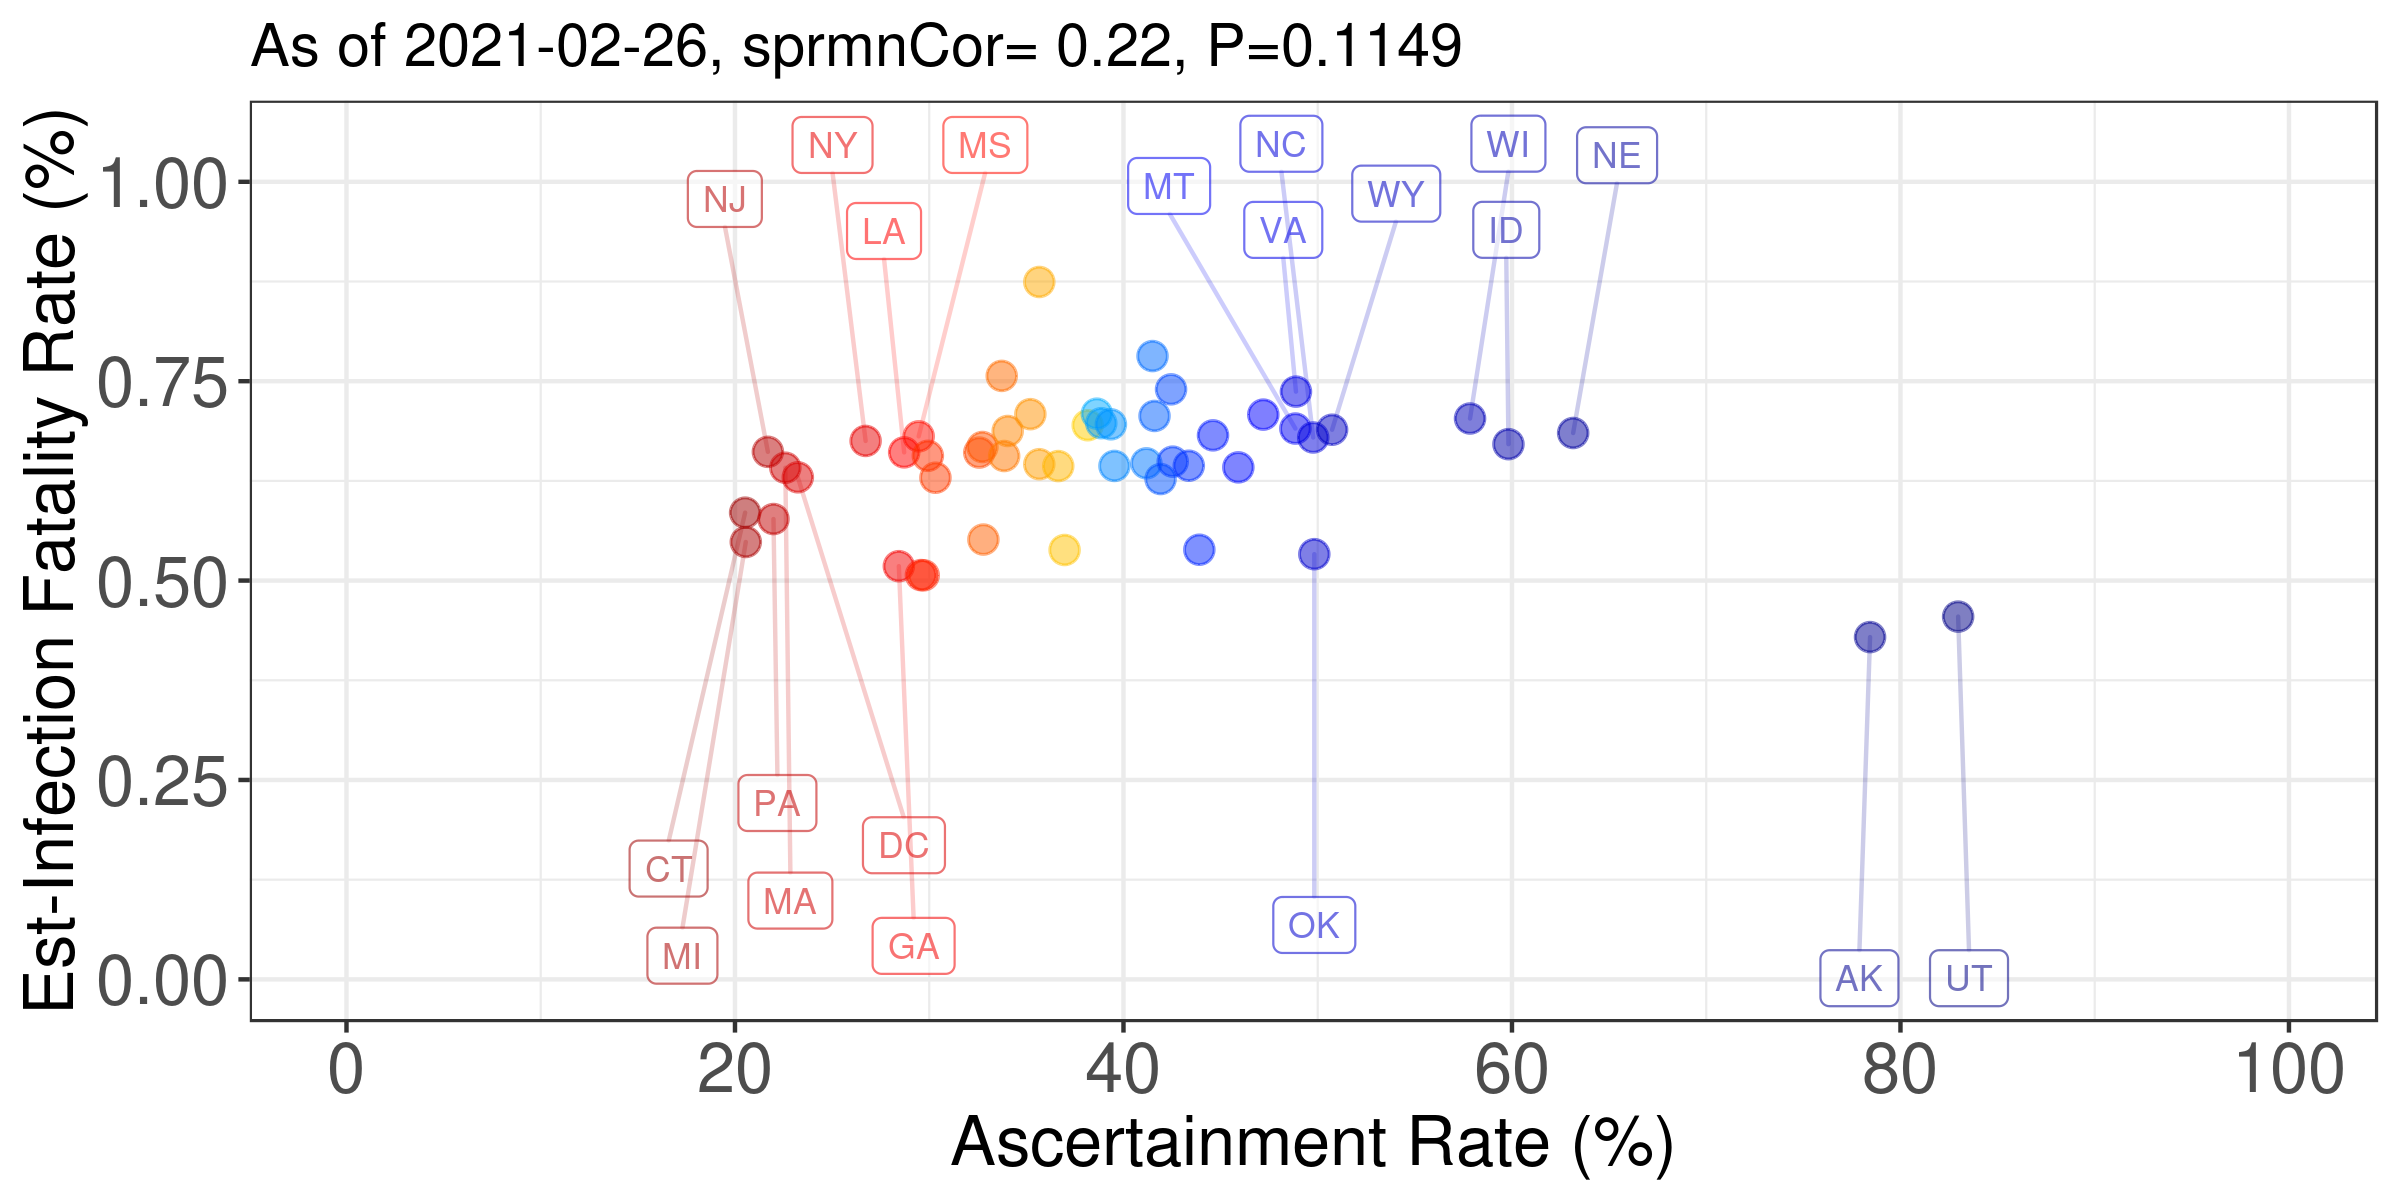 As of 2021-02-26, sprmnCor= 0.22, P=0.1149
Est-Infection Fatality Rate (%)
1.00
0.75
0.50
0.25
0.00
NY
MS
NC
WI
NE
MT
WY
NJ
LA
VA
ID
PA
DC
CT
MA
OK
GA
MI
AK
UT
0
20
40
60
80
100
Ascertainment Rate (%)